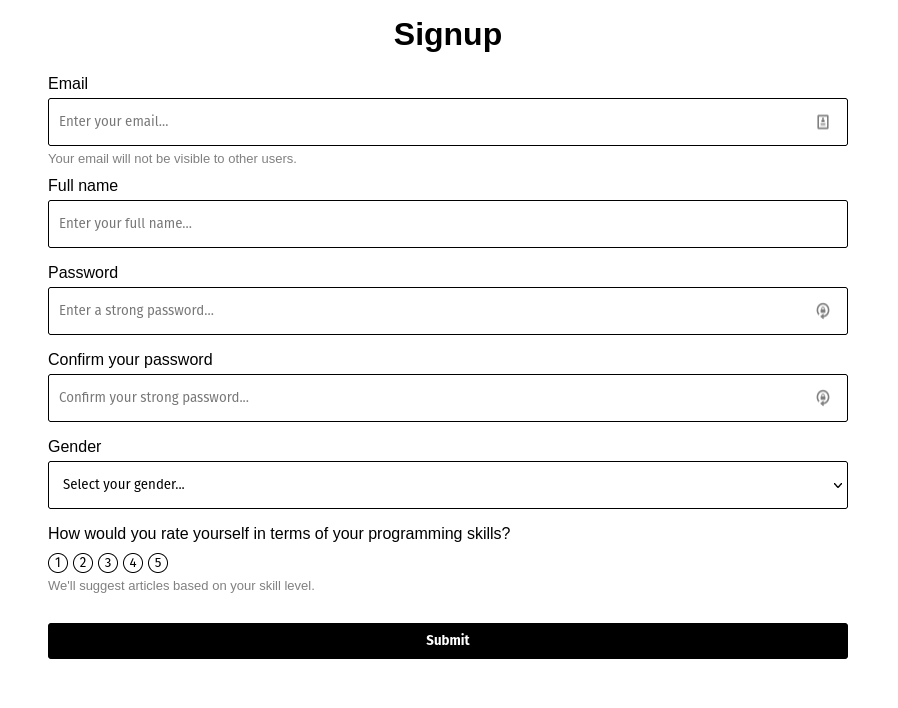 Signup
Email
Enter your email...
Your email will not be visible to other users.
Full name
Enter your full name...
Password
Enter a strong password...
Confirm your password
Confirm your strong password...
Gender
Select your gender...
How would you rate yourself in terms of your programming skills?
1 2 3 4 5
We'll suggest articles based on your skill level.
Submit